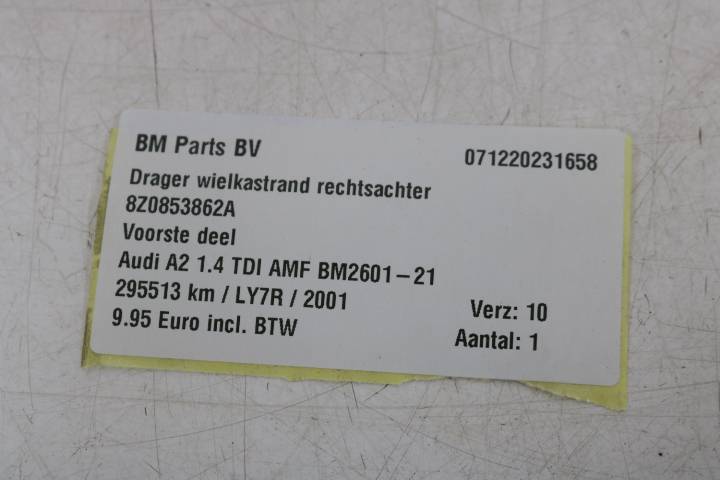 BM Parts BV 071220231658
Drager wielkastrand rechtsachter
8Z0853862A
Voorste deel
Audi A2 1.4 TDI AMF BM2601-21
295513 km / LY7R / 2001 Verz: 10
9.95 Euro incl. BTW Aantal: 1